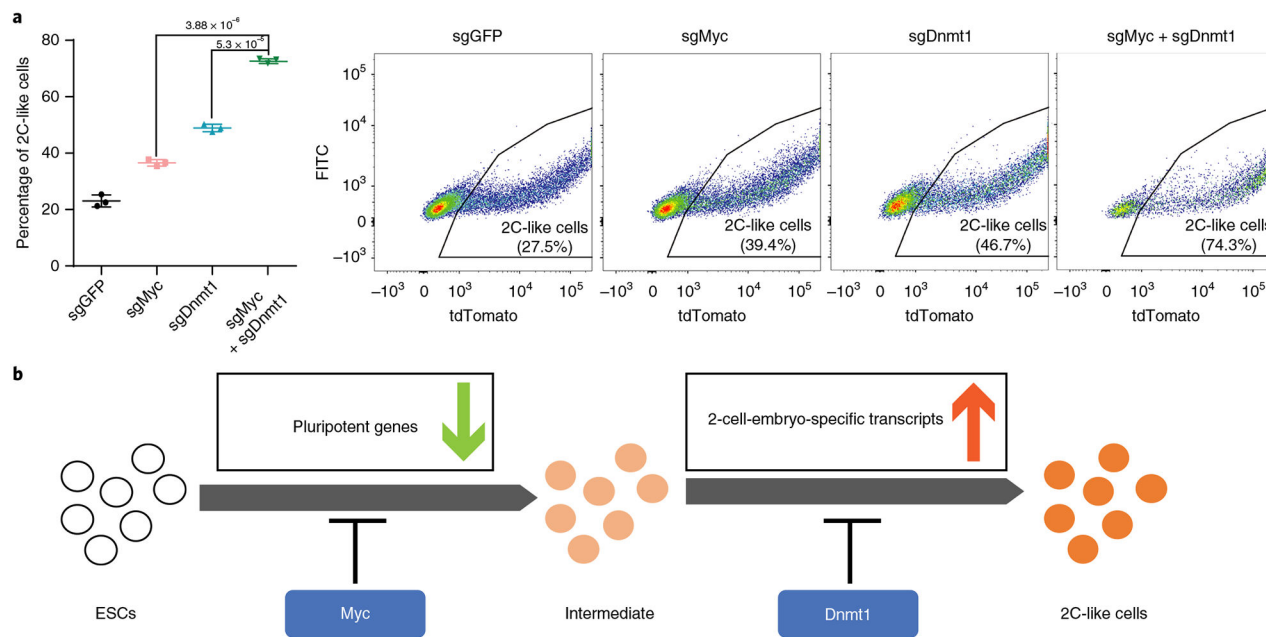 a
3.88 × 10⁻⁶
5.3 × 10⁻⁵
Percentage of 2C-like cells
80
60
40
20
0
sgGFP
sgMyc
sgDnmt1
sgMyc
+ sgDnmt1
sgGFP
sgMyc
sgDnmt1
sgMyc + sgDnmt1
FITC
10⁵
10⁴
10³
0
−10³
2C-like cells
(27.5%)
−10³ 0 10³ 10⁴ 10⁵
tdTomato
2C-like cells
(39.4%)
−10³ 0 10³ 10⁴ 10⁵
tdTomato
2C-like cells
(46.7%)
−10³ 0 10³ 10⁴ 10⁵
tdTomato
2C-like cells
(74.3%)
−10³ 0 10³ 10⁴ 10⁵
tdTomato
b
Pluripotent genes
2-cell-embryo-specific transcripts
ESCs
Myc
Intermediate
Dnmt1
2C-like cells